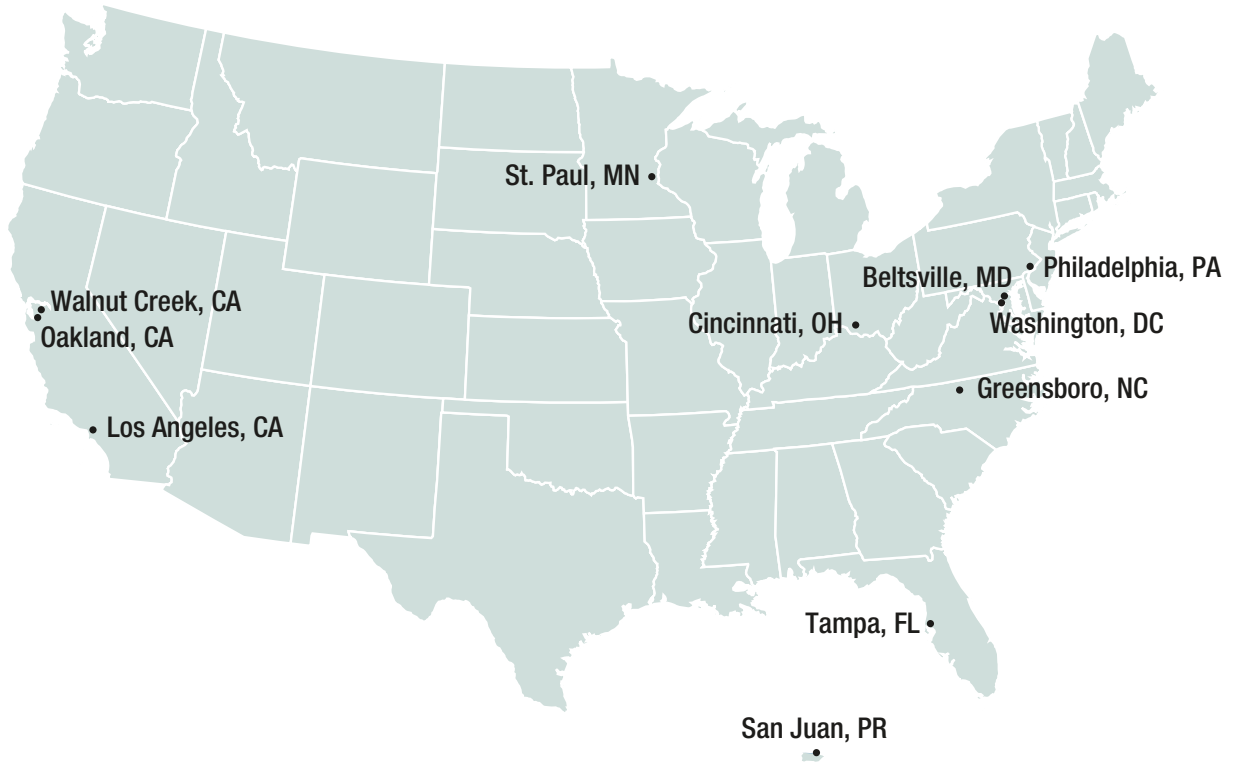 St. Paul, MN
Philadelphia, PA
Beltsville, MD
Walnut Creek, CA
Cincinnati, OH
Washington, DC
Oakland, CA
Greensboro, NC
Los Angeles, CA
Tampa, FL
San Juan, PR